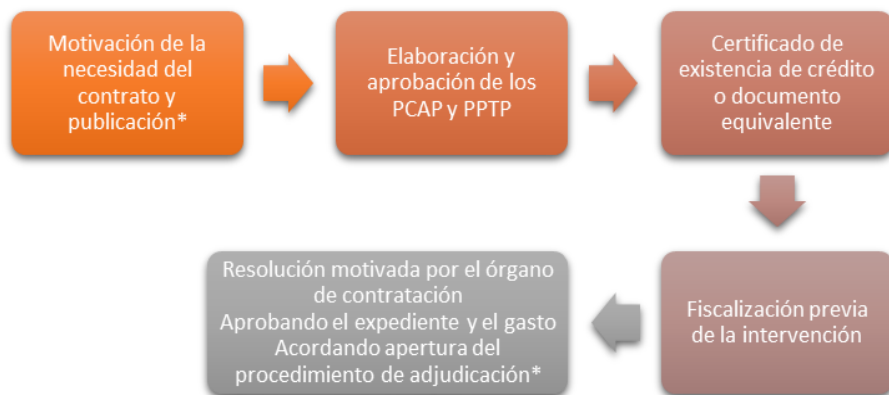 Motivación de la
necesidad del
contrato y
publicación*
Elaboración y
aprobación de los
PCAP y PPTP
Certificado de
existencia de crédito
o documento
equivalente
Fiscalización previa
de la intervención
Resolución motivada por el órgano
de contratación
Aprobando el expediente y el gasto
Acordando apertura del
procedimiento de adjudicación*